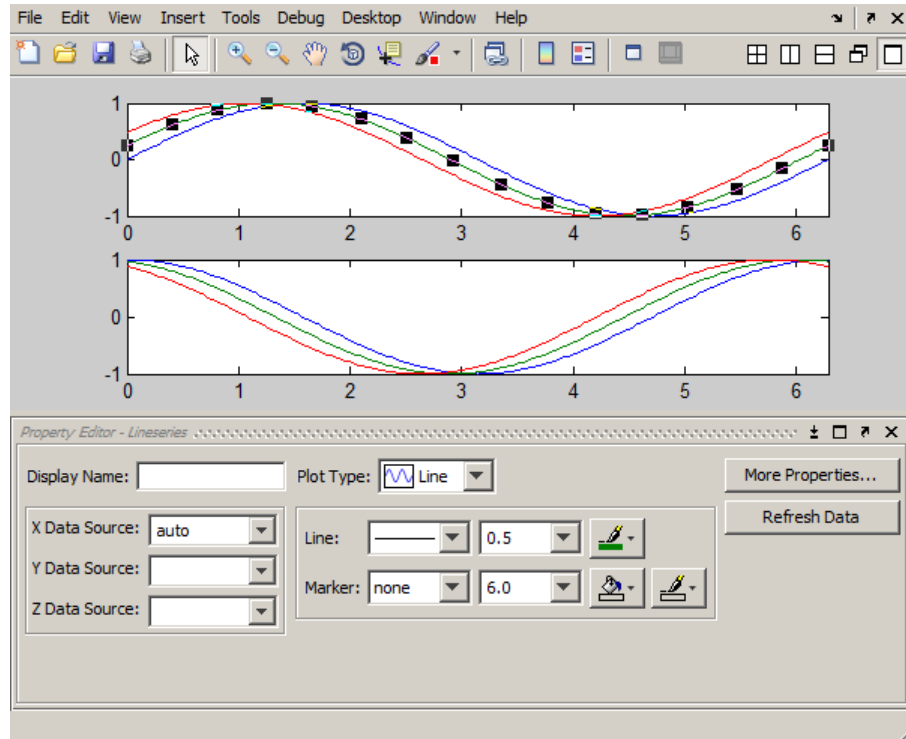 File Edit View Insert Tools Debug Desktop Window Help
1
0
-1
0 1 2 3 4 5 6
1
0
-1
0 1 2 3 4 5 6
Property Editor - Lineseries
Display Name: Plot Type: Line More Properties...
X Data Source: auto Line: 0.5 Refresh Data
Y Data Source: Marker: none 6.0
Z Data Source: